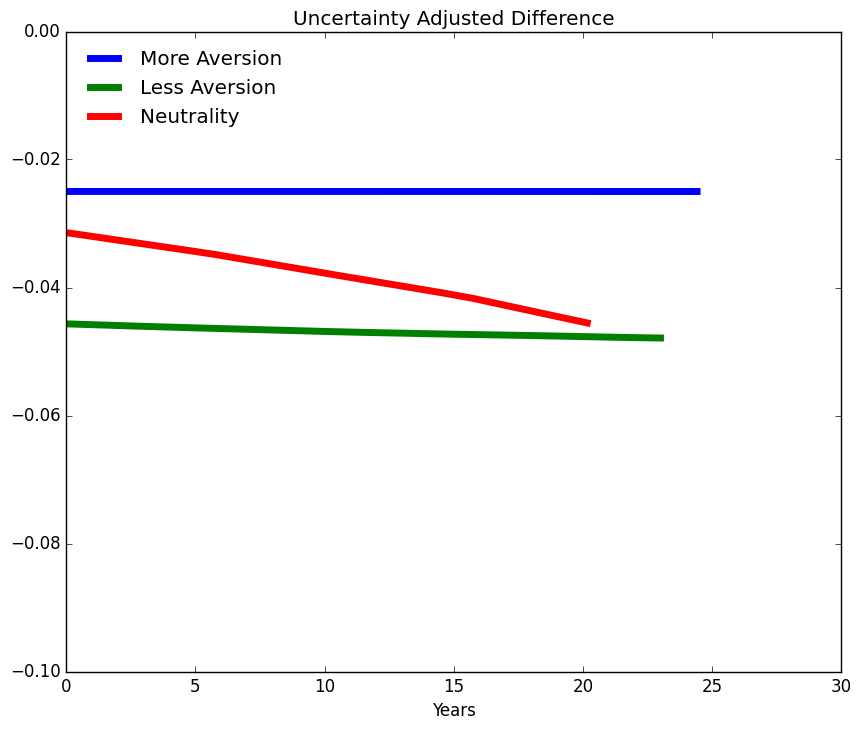 Uncertainty Adjusted Difference
0.00
More Aversion
Less Aversion
Neutrality
−0.02
−0.04
−0.06
−0.08
−0.10
0 5 10 15 20 25 30
Years